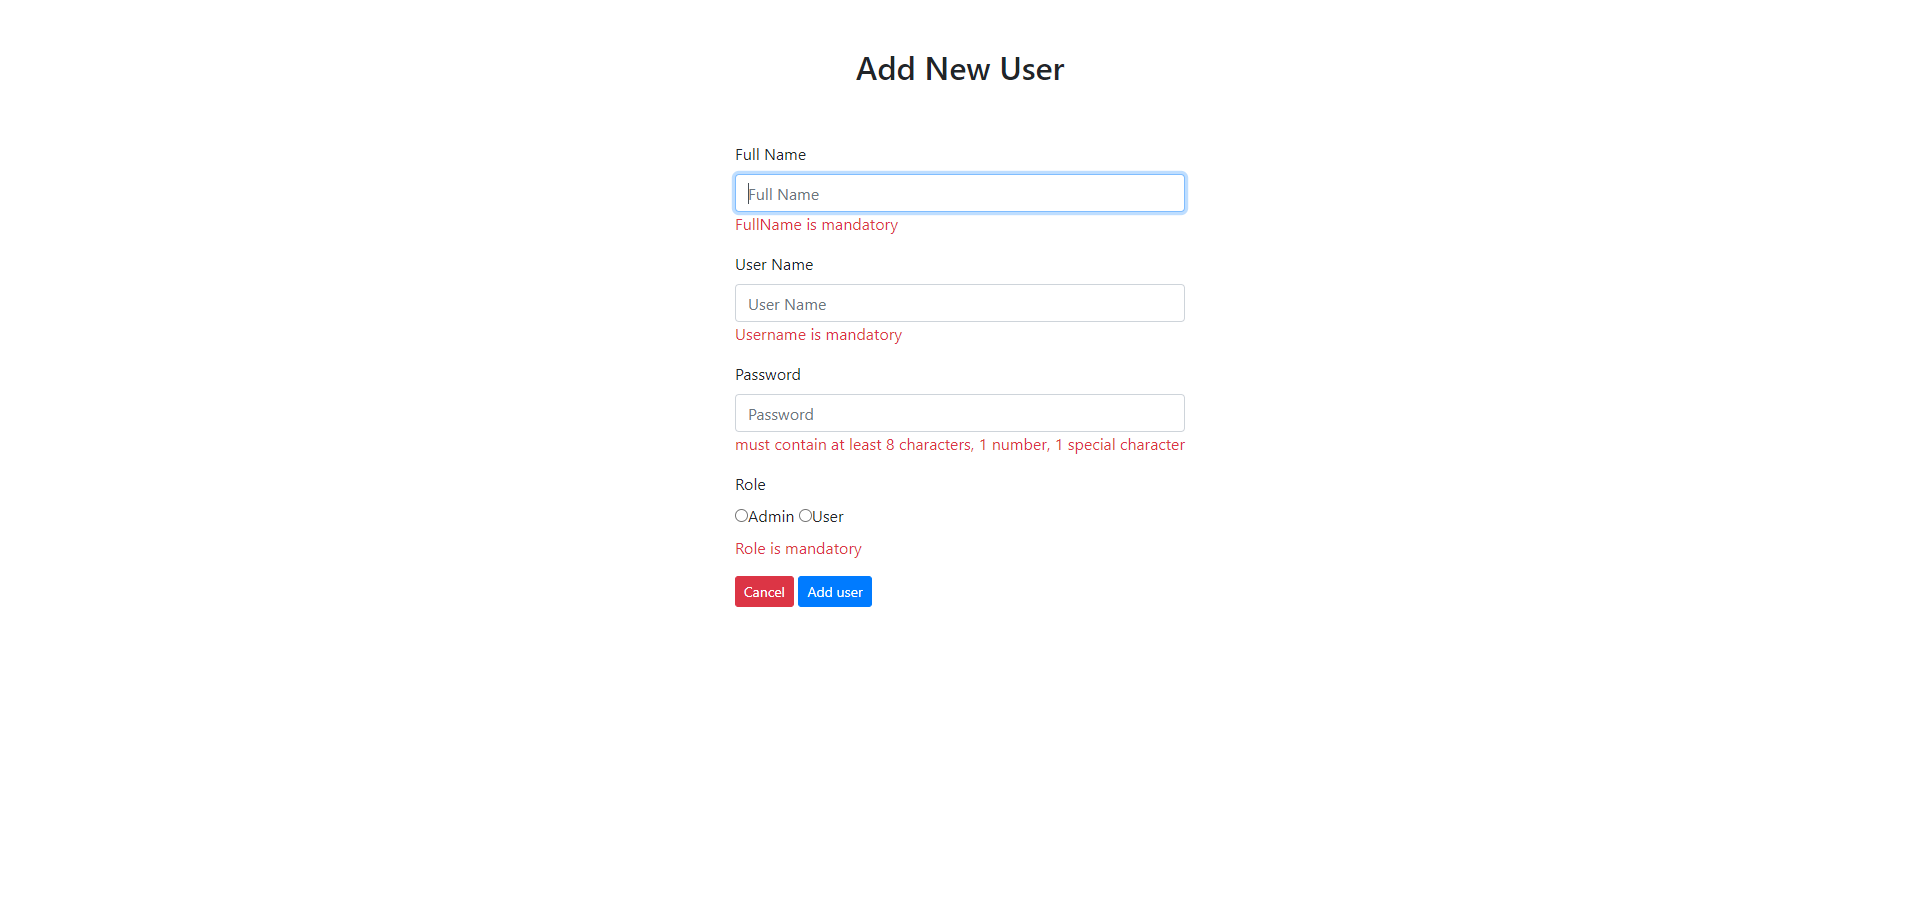 Add New User
Full Name
Full Name
FullName is mandatory
User Name
User Name
Username is mandatory
Password
Password
must contain at least 8 characters, 1 number, 1 special character
Role
Admin User
Role is mandatory
Cancel Add user